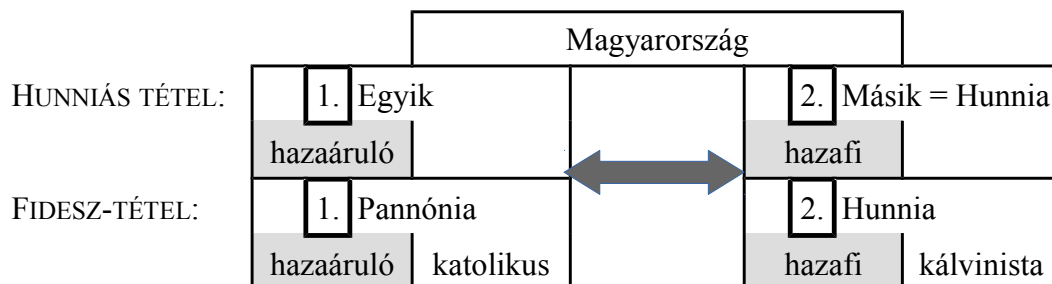 Magyarország
HUNNIÁS TÉTEL: 1. Egyik 2. Másik = Hunnia
hazaáruló hazafi
FIDESZ-TÉTEL: 1. Pannónia 2. Hunnia
hazaáruló katolikus hazafi kálvinista